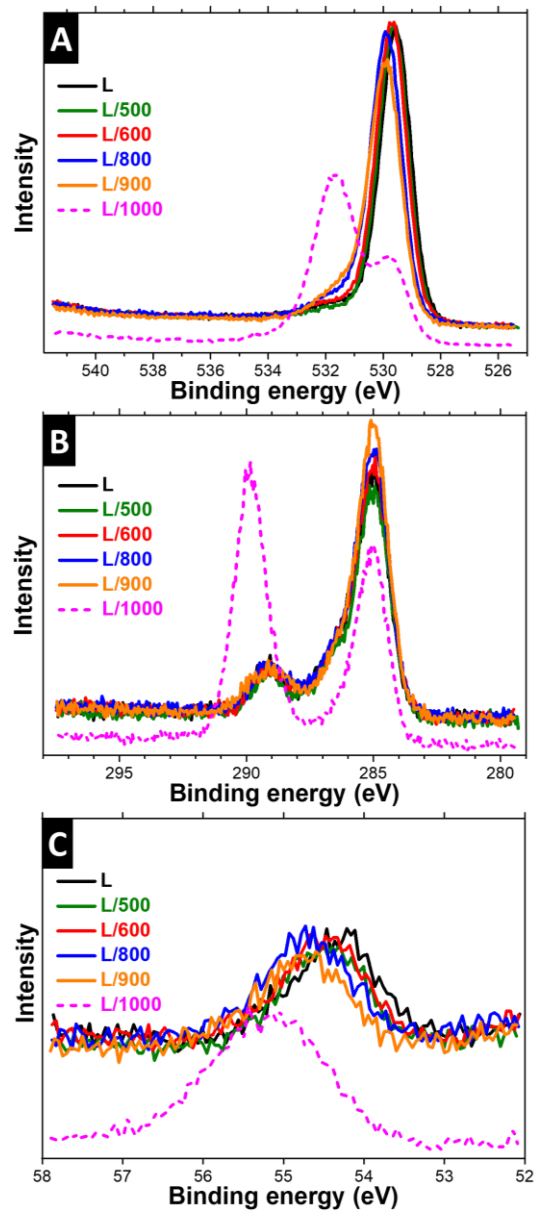 A
L
L/500
L/600
L/800
L/900
L/1000
Intensity
540 538 536 534 532 530 528 526
Binding energy (eV)
B
L
L/500
L/600
L/800
L/900
L/1000
Intensity
295 290 285 280
Binding energy (eV)
C
L
L/500
L/600
L/800
L/900
L/1000
Intensity
58 57 56 55 54 53 52
Binding energy (eV)